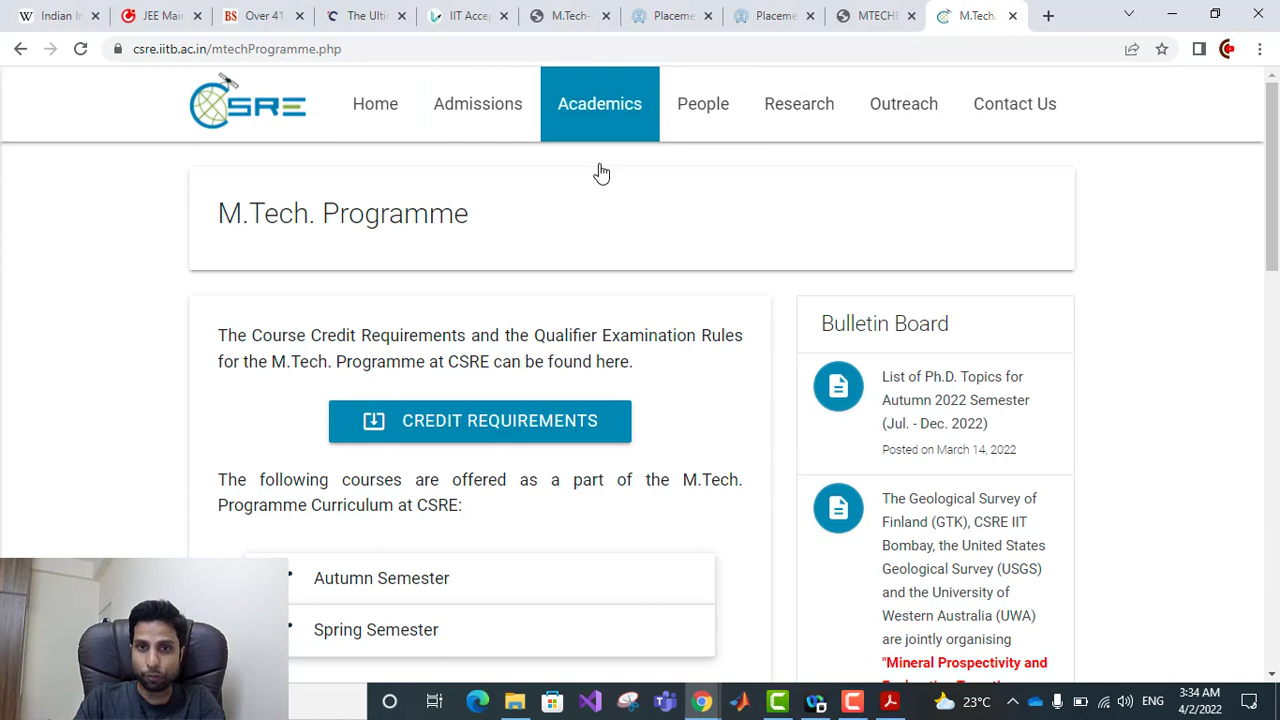 Indian In
JEE Main
BS Over 41,
The Ulti
IIT Accep
M.Tech-
Placeme
Placeme
MTECHE
M.Tech.
csre.iitb.ac.in/mtechProgramme.php
CSRE
Home
Admissions
Academics
People
Research
Outreach
Contact Us
M.Tech. Programme
The Course Credit Requirements and the Qualifier Examination Rules
for the M.Tech. Programme at CSRE can be found here.
CREDIT REQUIREMENTS
The following courses are offered as a part of the M.Tech.
Programme Curriculum at CSRE:
Autumn Semester
Spring Semester
Bulletin Board
List of Ph.D. Topics for
Autumn 2022 Semester
(Jul. - Dec. 2022)
Posted on March 14, 2022
The Geological Survey of
Finland (GTK), CSRE IIT
Bombay, the United States
Geological Survey (USGS)
and the University of
Western Australia (UWA)
are jointly organising
"Mineral Prospectivity and
23°C
ENG
3:34 AM
4/2/2022